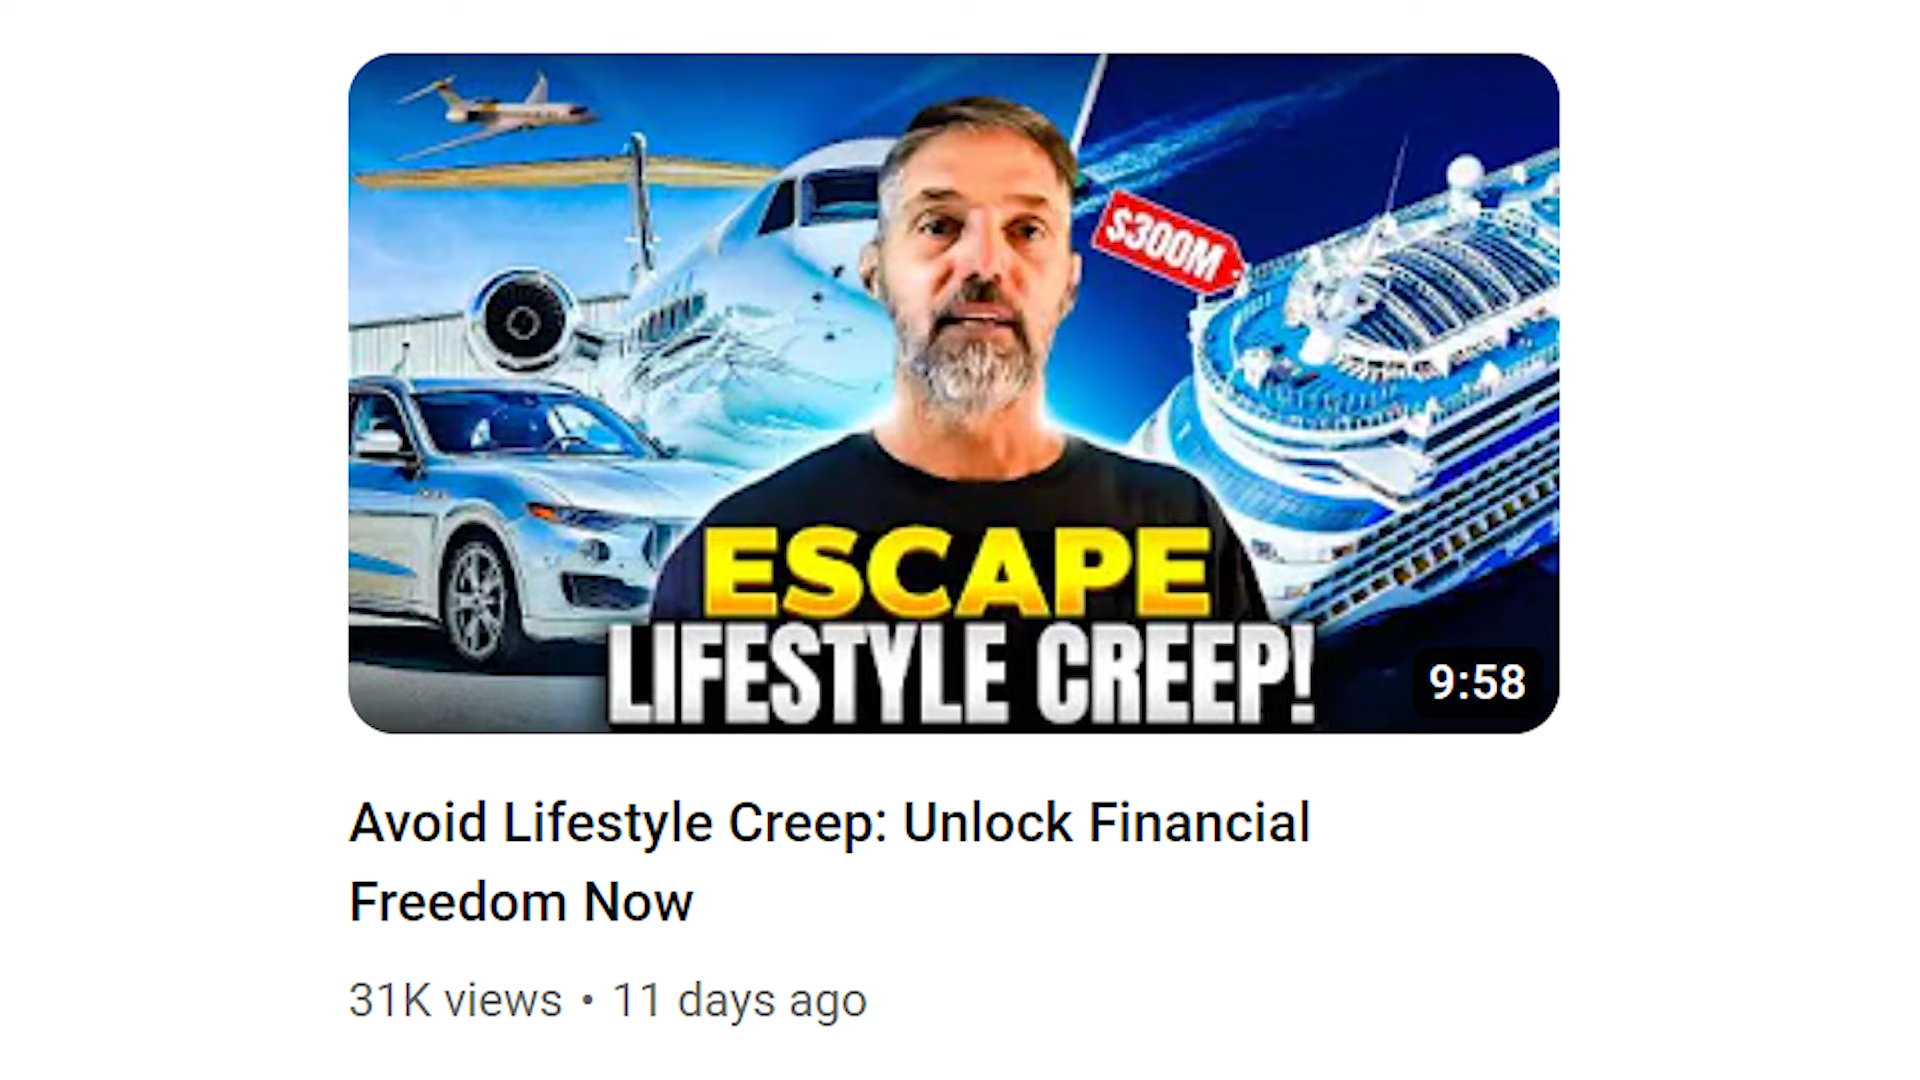 $300M
ESCAPE
LIFESTYLE CREEP!
9:58
Avoid Lifestyle Creep: Unlock Financial
Freedom Now
31K views • 11 days ago